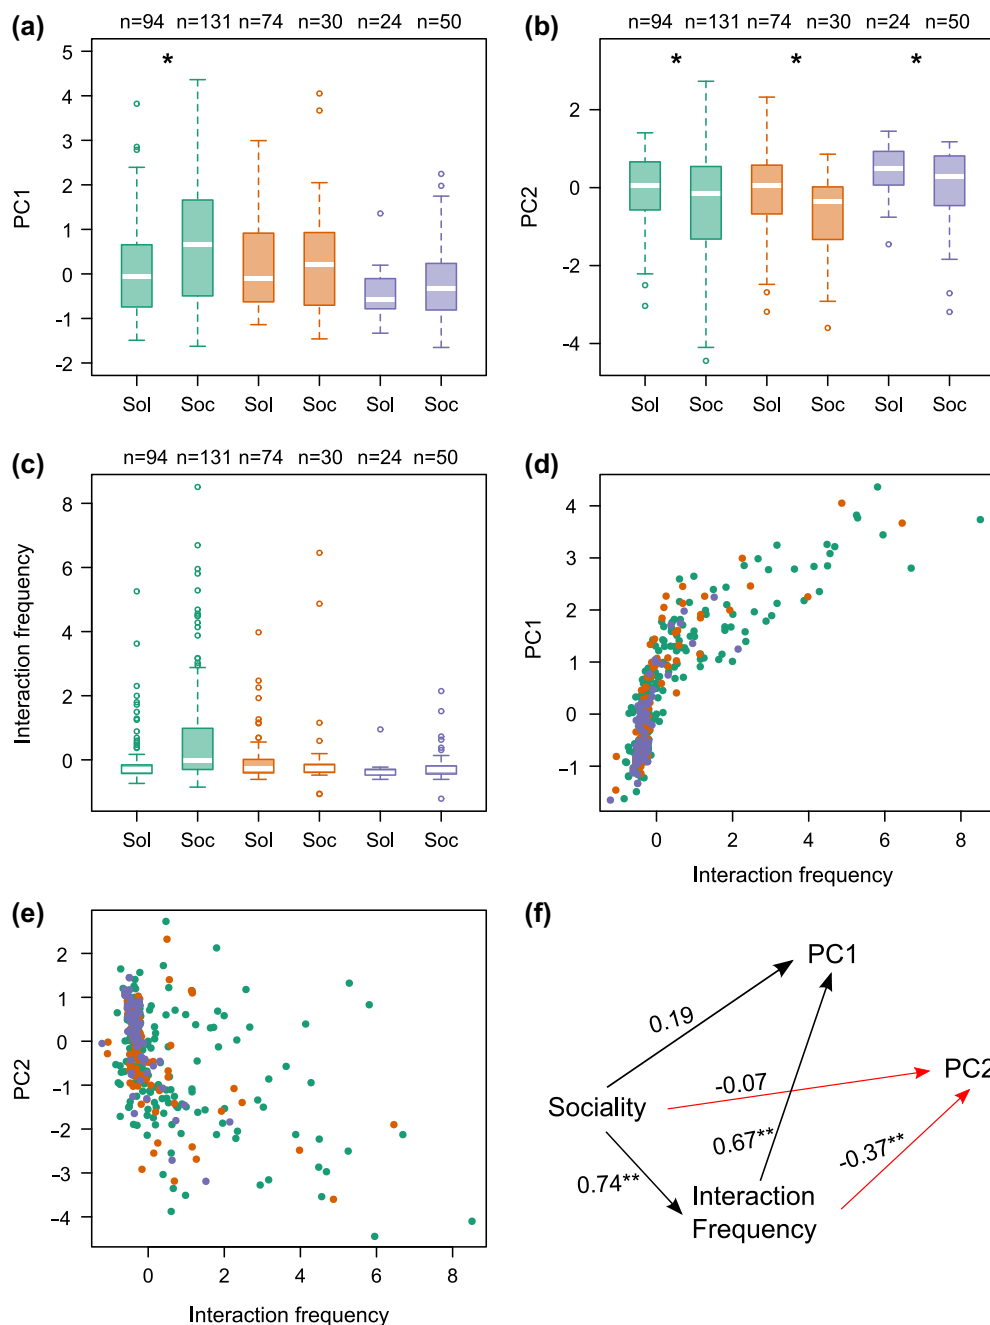 (a)
n=94 n=131 n=74 n=30 n=24 n=50
*
PC1
5
4
3
2
1
0
-1
-2
Sol Soc Sol Soc Sol Soc
(b)
n=94 n=131 n=74 n=30 n=24 n=50
* * *
PC2
2
0
-2
-4
Sol Soc Sol Soc Sol Soc
(c)
n=94 n=131 n=74 n=30 n=24 n=50
Interaction frequency
8
6
4
2
0
Sol Soc Sol Soc Sol Soc
(d)
PC1
4
3
2
1
0
-1
0 2 4 6 8
Interaction frequency
(e)
PC2
2
1
0
-1
-2
-3
-4
0 2 4 6 8
Interaction frequency
(f)
PC1
0.19
PC2
-0.07
Sociality
0.67**
-0.37**
0.74**
Interaction
Frequency